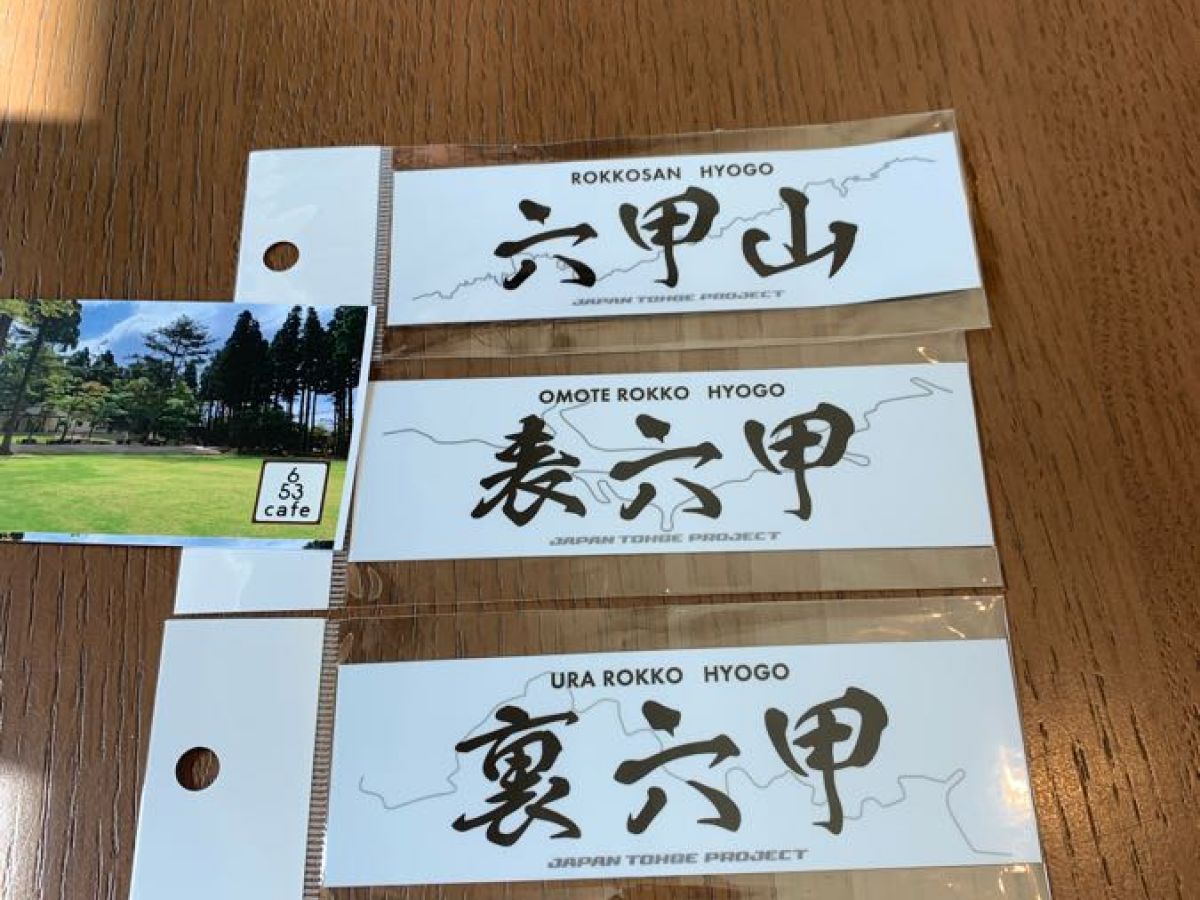 ROKKOSAN HYOGO
六甲山
JAPAN TOHGE PROJECT
OMOTE ROKKO HYOGO
表六甲
JAPAN TOHGE PROJECT
6
53
cafe
URA ROKKO HYOGO
裏六甲
JAPAN TOHGE PROJECT